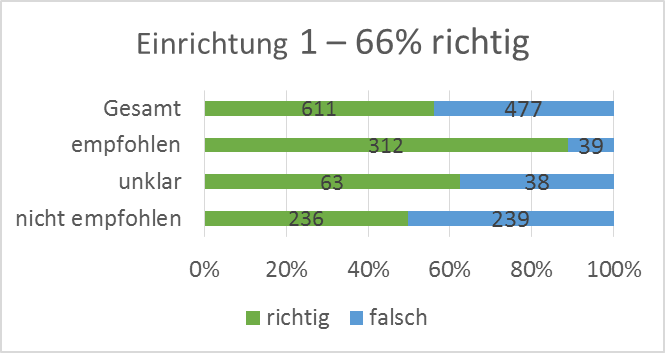 Einrichtung 1 – 66% richtig
Gesamt 611 477
empfohlen 312 39
unklar 63 38
nicht empfohlen 236 239
0% 20% 40% 60% 80% 100%
richtig falsch